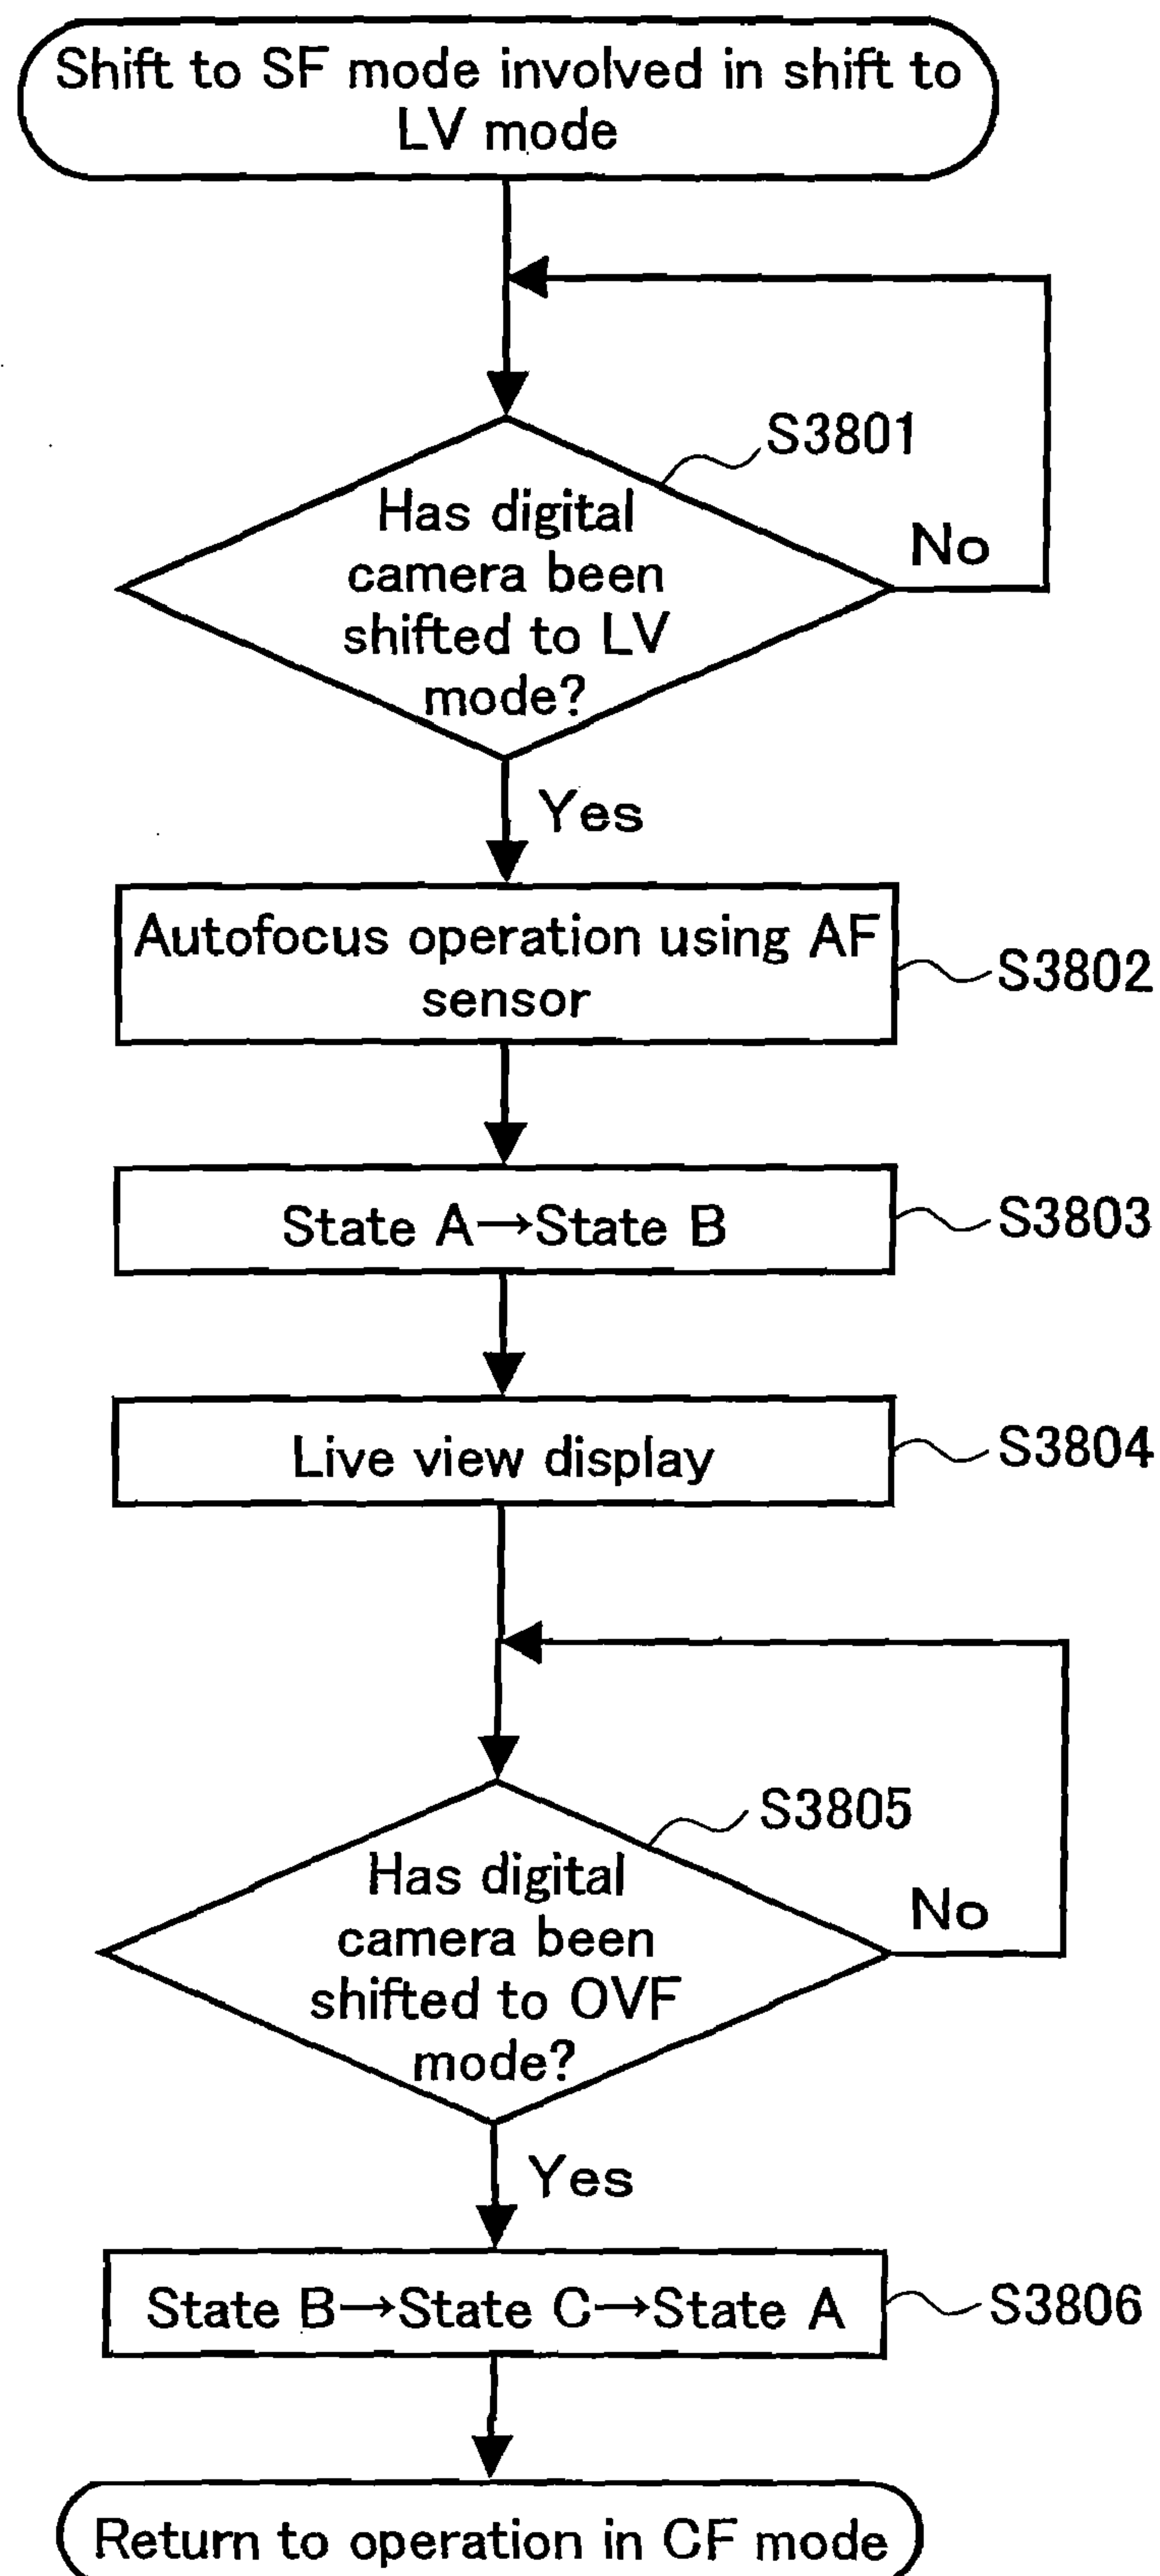 Shift to SF mode involved in shift to
LV mode
S3801
Has digital
camera been
shifted to LV
mode?
No
Yes
Autofocus operation using AF
sensor
S3802
State A→State B
S3803
Live view display
S3804
S3805
Has digital
camera been
shifted to OVF
mode?
No
Yes
State B→State C→State A
S3806
Return to operation in CF mode